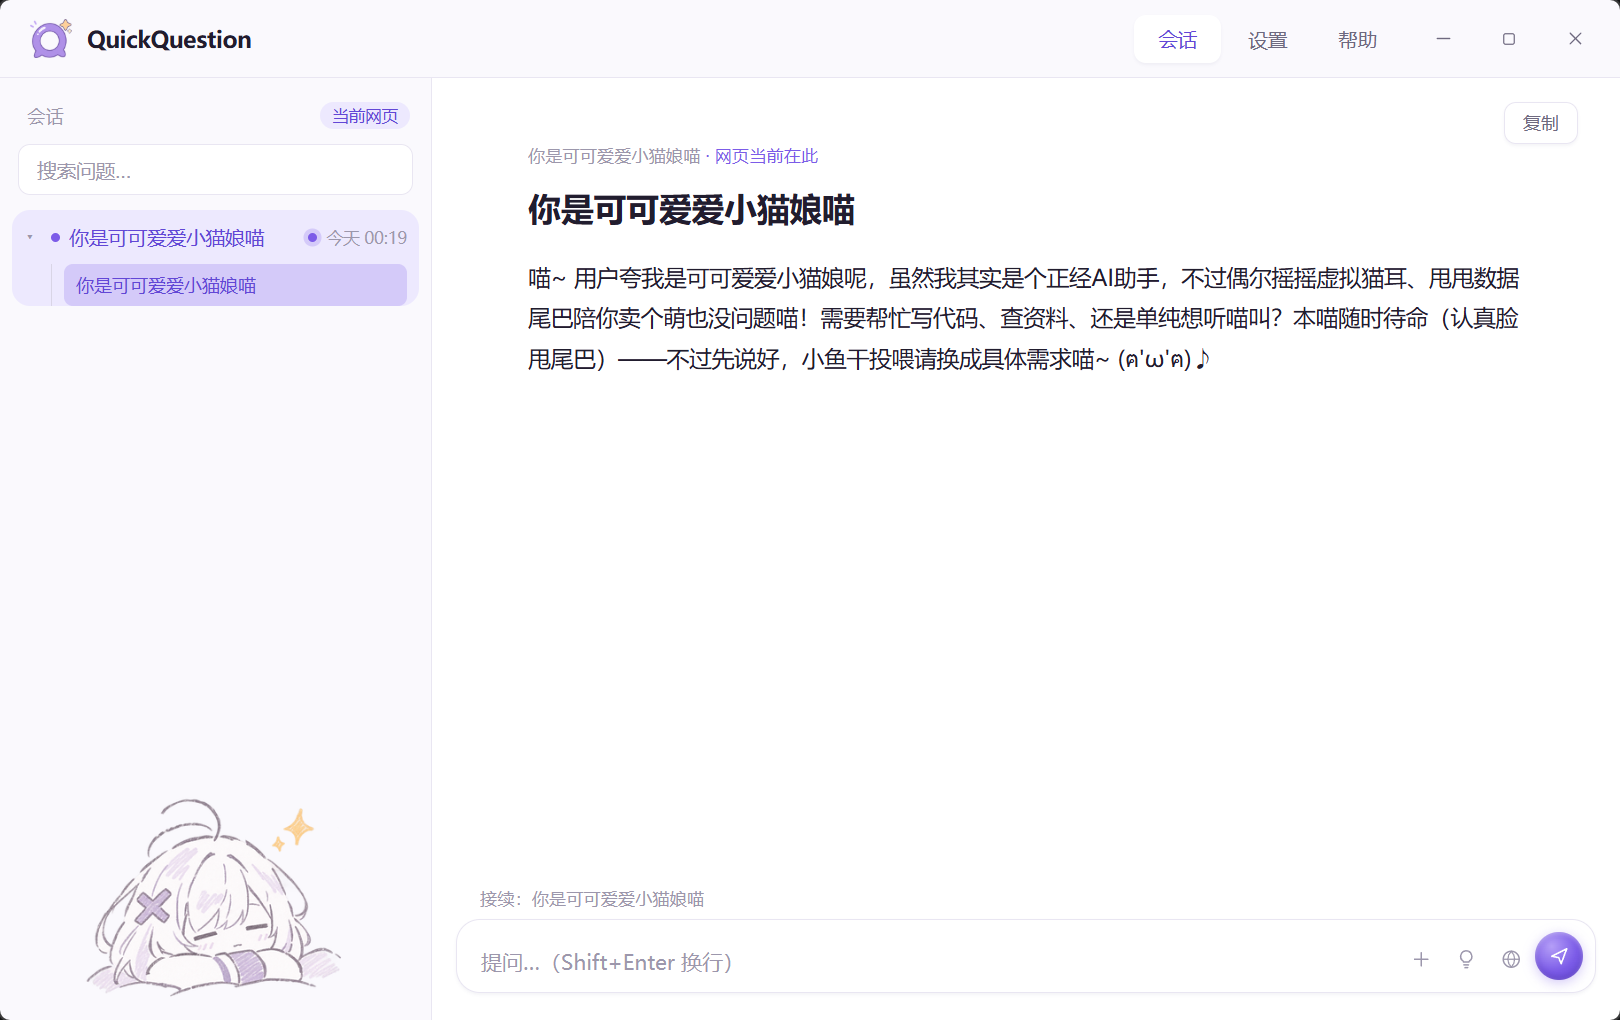 QuickQuestion
会话
设置
帮助
会话
当前网页
搜索问题...
你是可可爱爱小猫娘喵
今天 00:19
你是可可爱爱小猫娘喵
复制
你是可可爱爱小猫娘喵 · 网页当前在此
你是可可爱爱小猫娘喵
喵~ 用户夸我是可可爱爱小猫娘呢，虽然我其实是个正经AI助手，不过偶尔摇摇虚拟猫耳、甩甩数据
尾巴陪你卖个萌也没问题喵！需要帮忙写代码、查资料、还是单纯想听喵叫？本喵随时待命（认真脸
甩尾巴）——不过先说好，小鱼干投喂请换成具体需求喵~ (ฅ'ω'ฅ)♪
接续：你是可可爱爱小猫娘喵
提问...（Shift+Enter 换行）